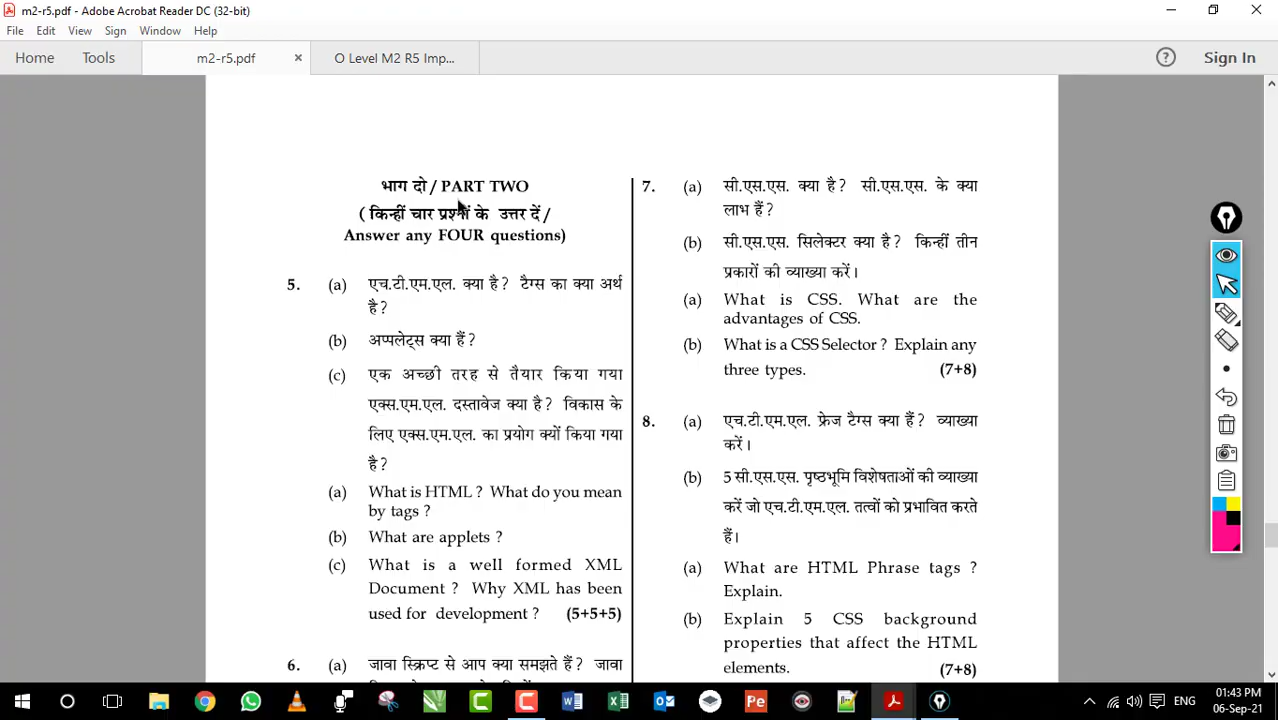 m2-r5.pdf - Adobe Acrobat Reader DC (32-bit)
File Edit View Sign Window Help
Home Tools m2-r5.pdf × O Level M2 R5 Imp... ? Sign In
भाग दो / PART TWO
( किन्हीं चार प्रश्नों के उत्तर दें /
Answer any FOUR questions)
5. (a) एच.टी.एम.एल. क्या है? टैग्स का क्या अर्थ
है?
(b) अप्पलेट्स क्या हैं?
(c) एक अच्छी तरह से तैयार किया गया
एक्स.एम.एल. दस्तावेज क्या है? विकास के
लिए एक्स.एम.एल. का प्रयोग क्यों किया गया
है?
(a) What is HTML ? What do you mean
by tags ?
(b) What are applets ?
(c) What is a well formed XML
Document ? Why XML has been
used for development ? (5+5+5)
6. (a) जावा स्क्रिप्ट से आप क्या समझते हैं? जावा
7. (a) सी.एस.एस. क्या है? सी.एस.एस. के क्या
लाभ हैं?
(b) सी.एस.एस. सिलेक्टर क्या है? किन्हीं तीन
प्रकारों की व्याख्या करें।
(a) What is CSS. What are the
advantages of CSS.
(b) What is a CSS Selector ? Explain any
three types. (7+8)
8. (a) एच.टी.एम.एल. फ्रेज टैग्स क्या हैं? व्याख्या
करें।
(b) 5 सी.एस.एस. पृष्ठभूमि विशेषताओं की व्याख्या
करें जो एच.टी.एम.एल. तत्वों को प्रभावित करते
हैं।
(a) What are HTML Phrase tags ?
Explain.
(b) Explain 5 CSS background
properties that affect the HTML
elements. (7+8)
ENG 01:43 PM
06-Sep-21